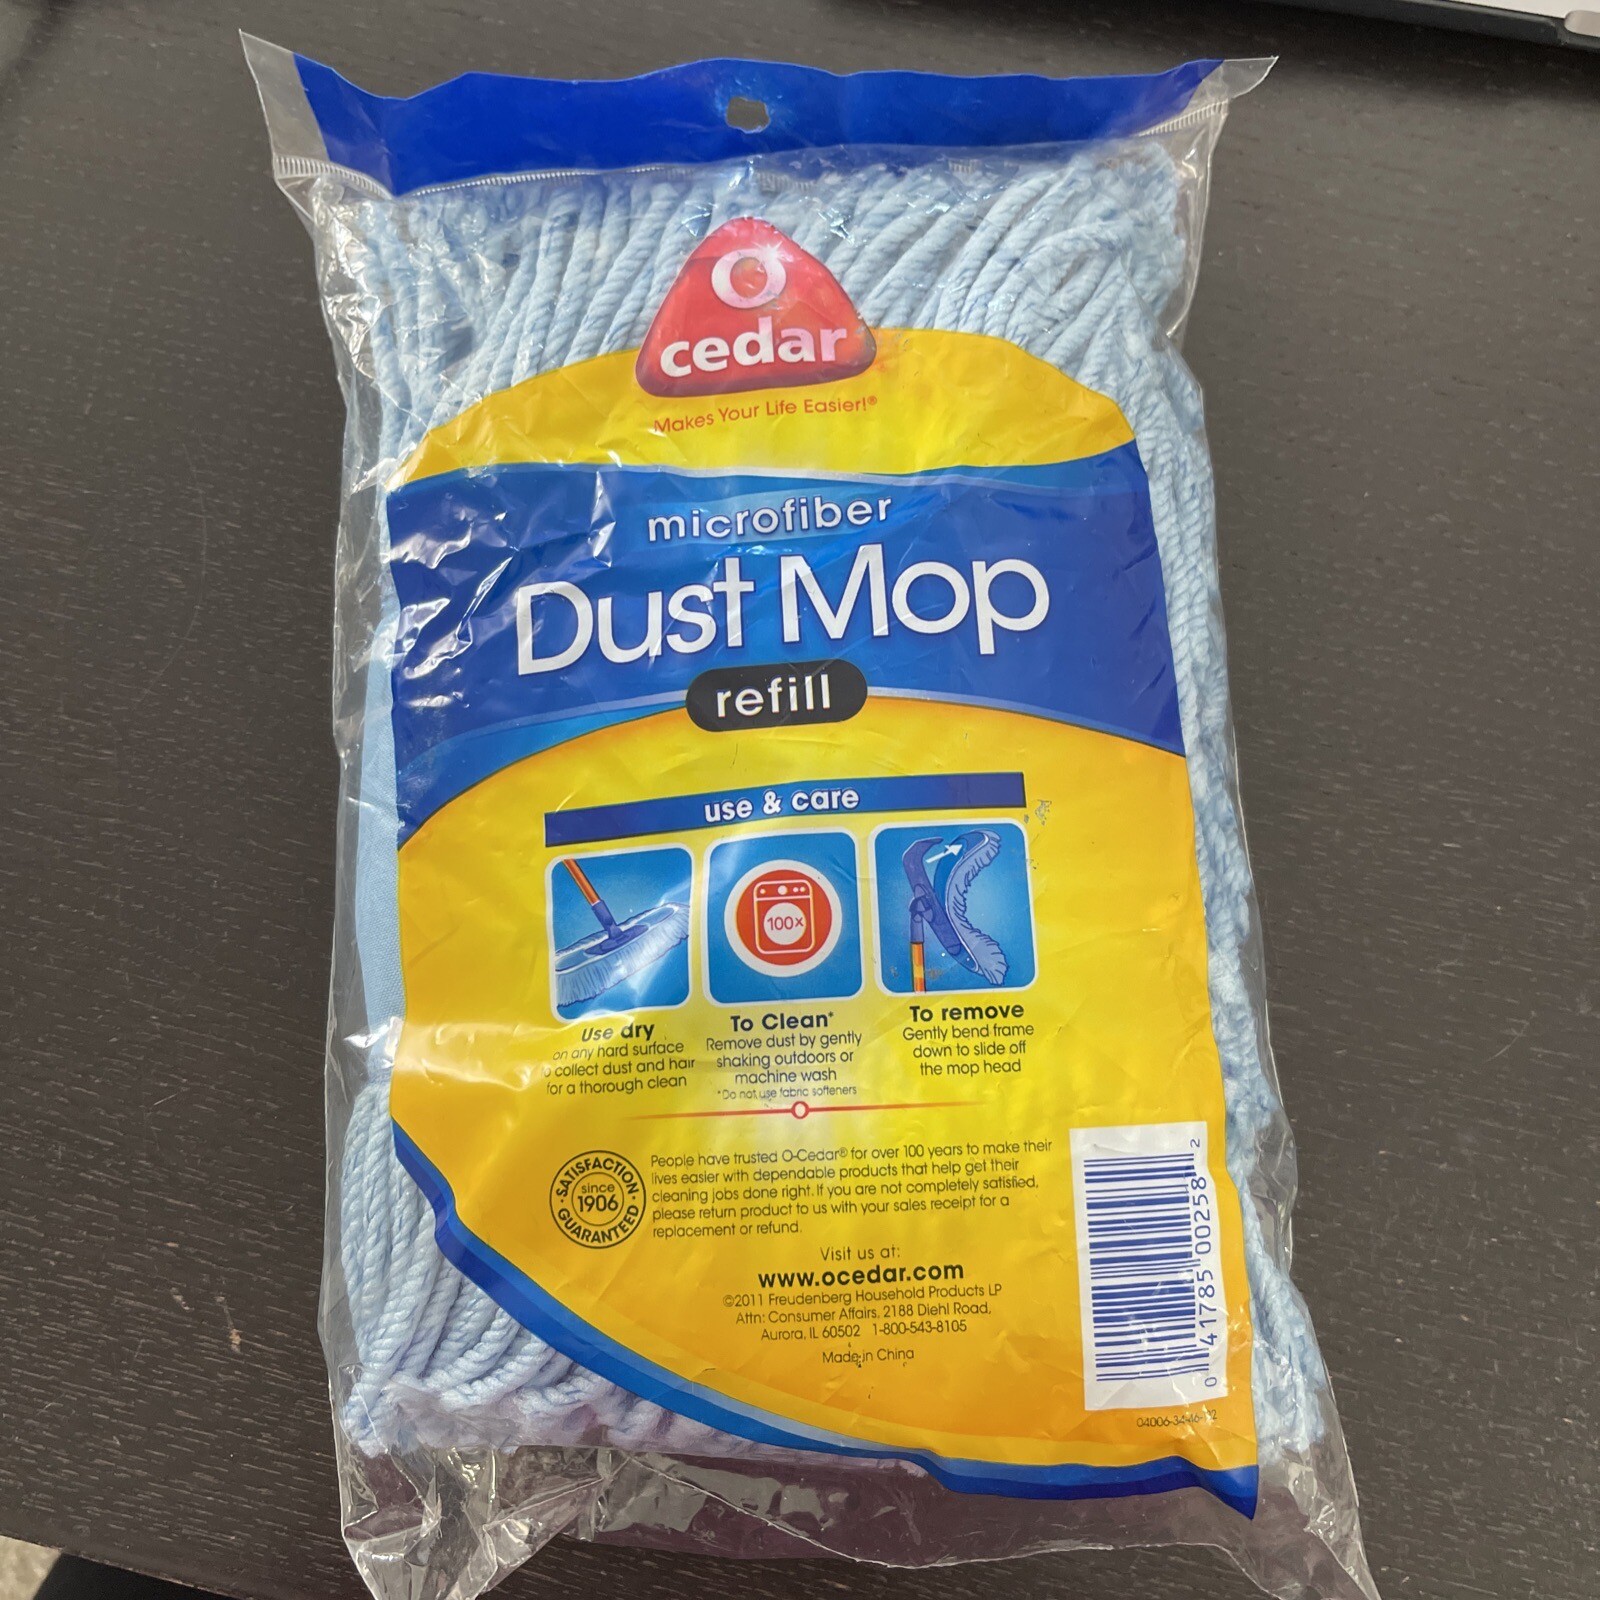 O
cedar
Makes Your Life Easier!®
microfiber
Dust Mop
refill
use & care
100x
Use dry
on any hard surface
collect dust and hair
for a thorough clean
To Clean*
Remove dust by gently
shaking outdoors or
machine wash
*Do not use fabric softeners
To remove
Gently bend frame
down to slide off
the mop head
O
SATISFACTION
since
1906
GUARANTEED
People have trusted O-Cedar® for over 100 years to make their
lives easier with dependable products that help get their
cleaning jobs done right. If you are not completely satisfied,
please return product to us with your sales receipt for a
replacement or refund.
Visit us at:
www.ocedar.com
©2011 Freudenberg Household Products LP
Attn: Consumer Affairs, 2188 Diehl Road,
Aurora, IL 60502 1-800-543-8105
Made in China
0 41785 00258 2